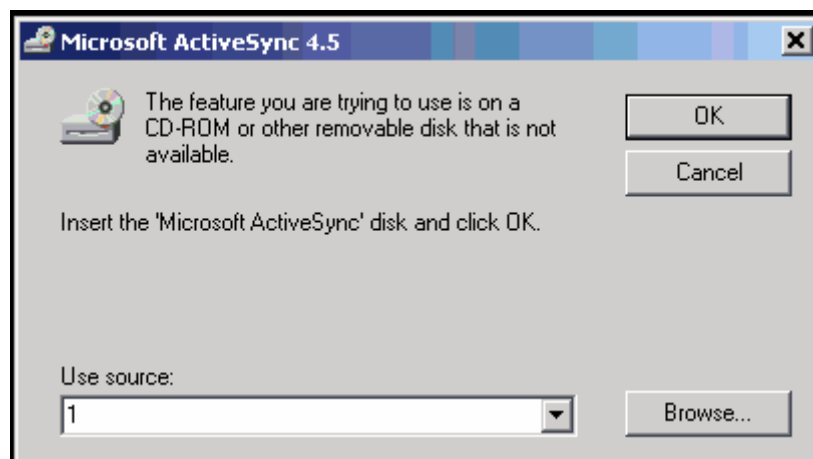 Microsoft ActiveSync 4.5
The feature you are trying to use is on a
CD-ROM or other removable disk that is not
available.
OK
Cancel
Insert the 'Microsoft ActiveSync' disk and click OK.
Use source:
1
Browse...